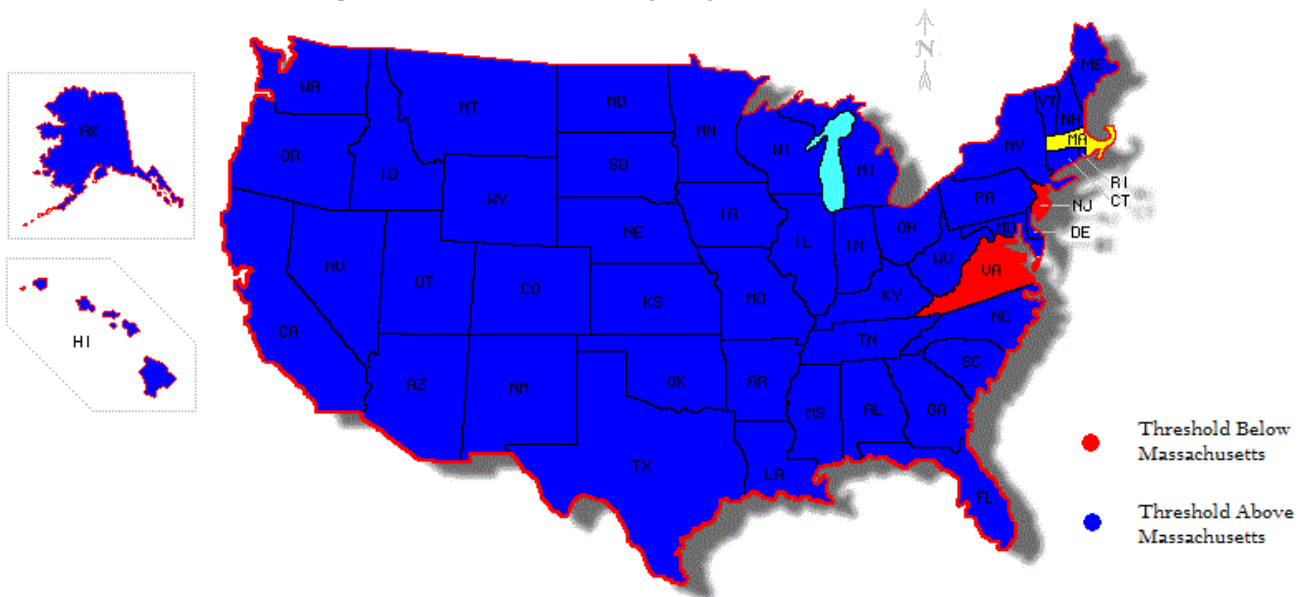 N
WA
MT
ND
MN
ME
VT
NH
MA
NY
AK
OR
ID
SD
WI
MI
RI
CT
WY
PA
NJ
IA
OH
MD
DE
NE
IL
IN
WV
VA
NV
UT
CO
KS
MO
KY
NC
CA
HI
TN
SC
AZ
NM
OK
AR
MS
AL
GA
TX
LA
FL
Threshold Below
Massachusetts
Threshold Above
Massachusetts